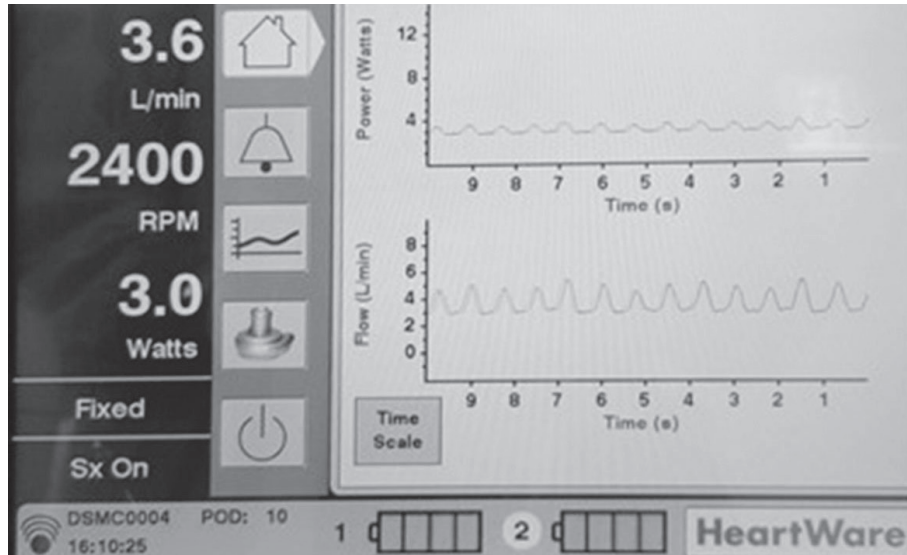 3.6
L/min
2400
RPM
3.0
Watts
Fixed
Sx On
Power (Watts)
12
8
4
9 8 7 6 5 4 3 2 1
Time (s)
Flow (L/min)
8
6
4
2
0
9 8 7 6 5 4 3 2 1
Time (s)
Time
Scale
DSMC0004 POD: 10
16:10:25
1 2
HeartWare